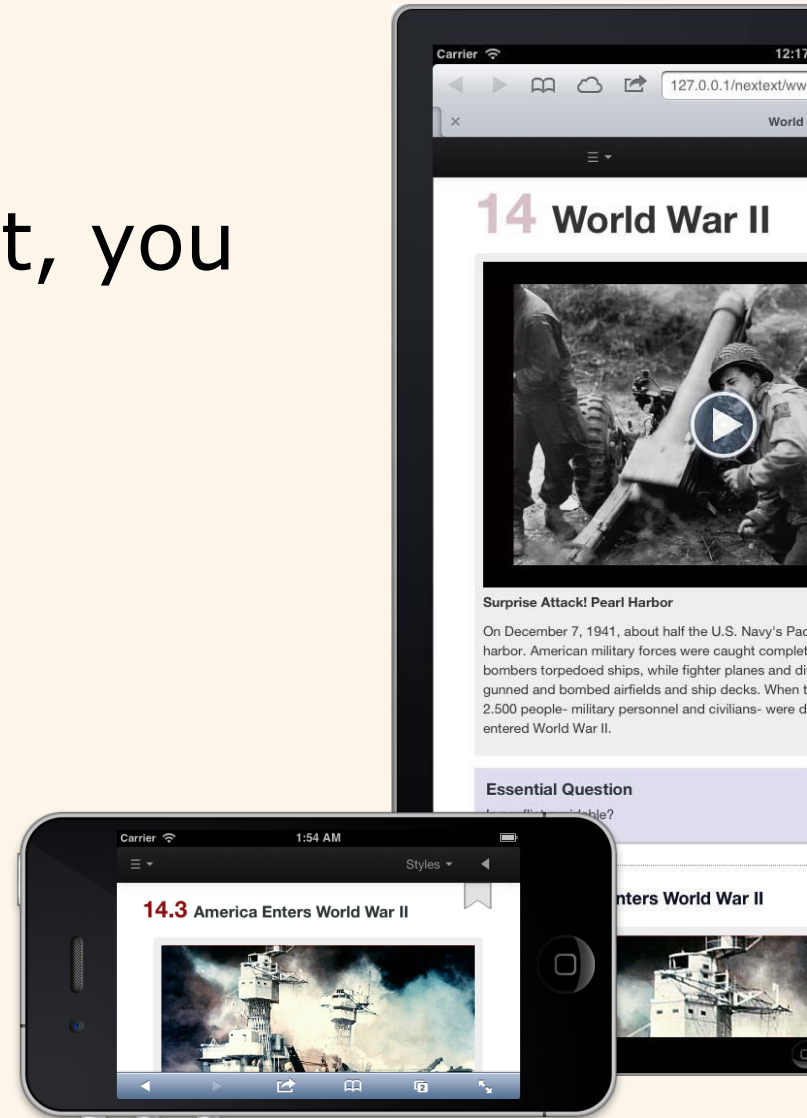 t, you
Carrier
12:17
127.0.0.1/nextext/ww
World
14 World War II
Surprise Attack! Pearl Harbor
On December 7, 1941, about half the U.S. Navy's Pac
harbor. American military forces were caught complet
bombers torpedoed ships, while fighter planes and di
gunned and bombed airfields and ship decks. When t
2.500 people- military personnel and civilians- were d
entered World War II.
Essential Question
nters World War II
Carrier
1:54 AM
Styles
14.3 America Enters World War II
2